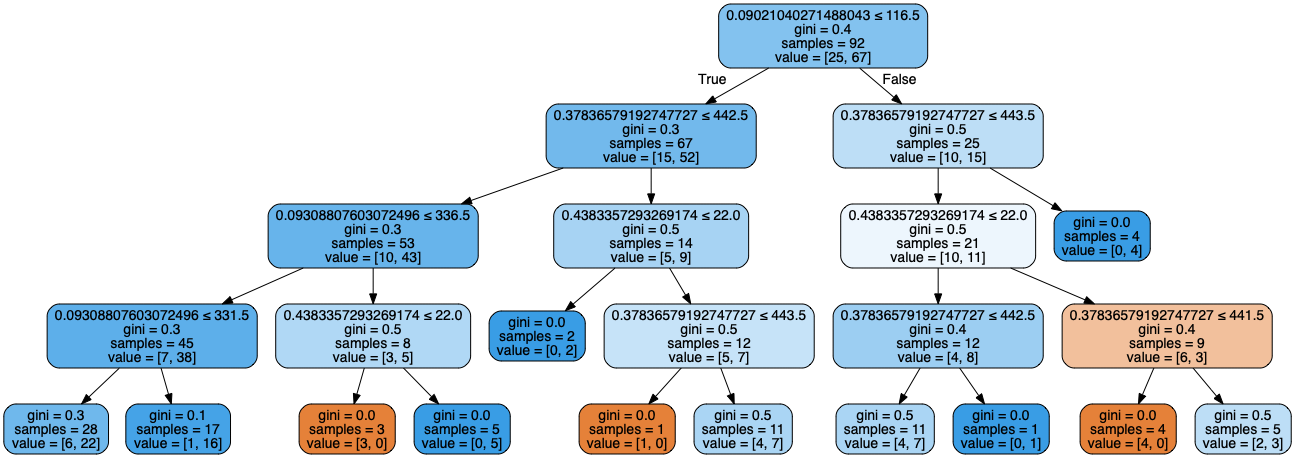 0.09021040271488043 ≤ 116.5
gini = 0.4
samples = 92
value = [25, 67]
True
False
0.37836579192747727 ≤ 442.5
gini = 0.3
samples = 67
value = [15, 52]
0.37836579192747727 ≤ 443.5
gini = 0.5
samples = 25
value = [10, 15]
0.09308807603072496 ≤ 336.5
gini = 0.3
samples = 53
value = [10, 43]
0.4383357293269174 ≤ 22.0
gini = 0.5
samples = 14
value = [5, 9]
0.4383357293269174 ≤ 22.0
gini = 0.5
samples = 21
value = [10, 11]
gini = 0.0
samples = 4
value = [0, 4]
0.09308807603072496 ≤ 331.5
gini = 0.3
samples = 45
value = [7, 38]
0.4383357293269174 ≤ 22.0
gini = 0.5
samples = 8
value = [3, 5]
gini = 0.0
samples = 2
value = [0, 2]
0.37836579192747727 ≤ 443.5
gini = 0.5
samples = 12
value = [5, 7]
0.37836579192747727 ≤ 442.5
gini = 0.4
samples = 12
value = [4, 8]
0.37836579192747727 ≤ 441.5
gini = 0.4
samples = 9
value = [6, 3]
gini = 0.3
samples = 28
value = [6, 22]
gini = 0.1
samples = 17
value = [1, 16]
gini = 0.0
samples = 3
value = [3, 0]
gini = 0.0
samples = 5
value = [0, 5]
gini = 0.0
samples = 1
value = [1, 0]
gini = 0.5
samples = 11
value = [4, 7]
gini = 0.5
samples = 11
value = [4, 7]
gini = 0.0
samples = 1
value = [0, 1]
gini = 0.0
samples = 4
value = [4, 0]
gini = 0.5
samples = 5
value = [2, 3]